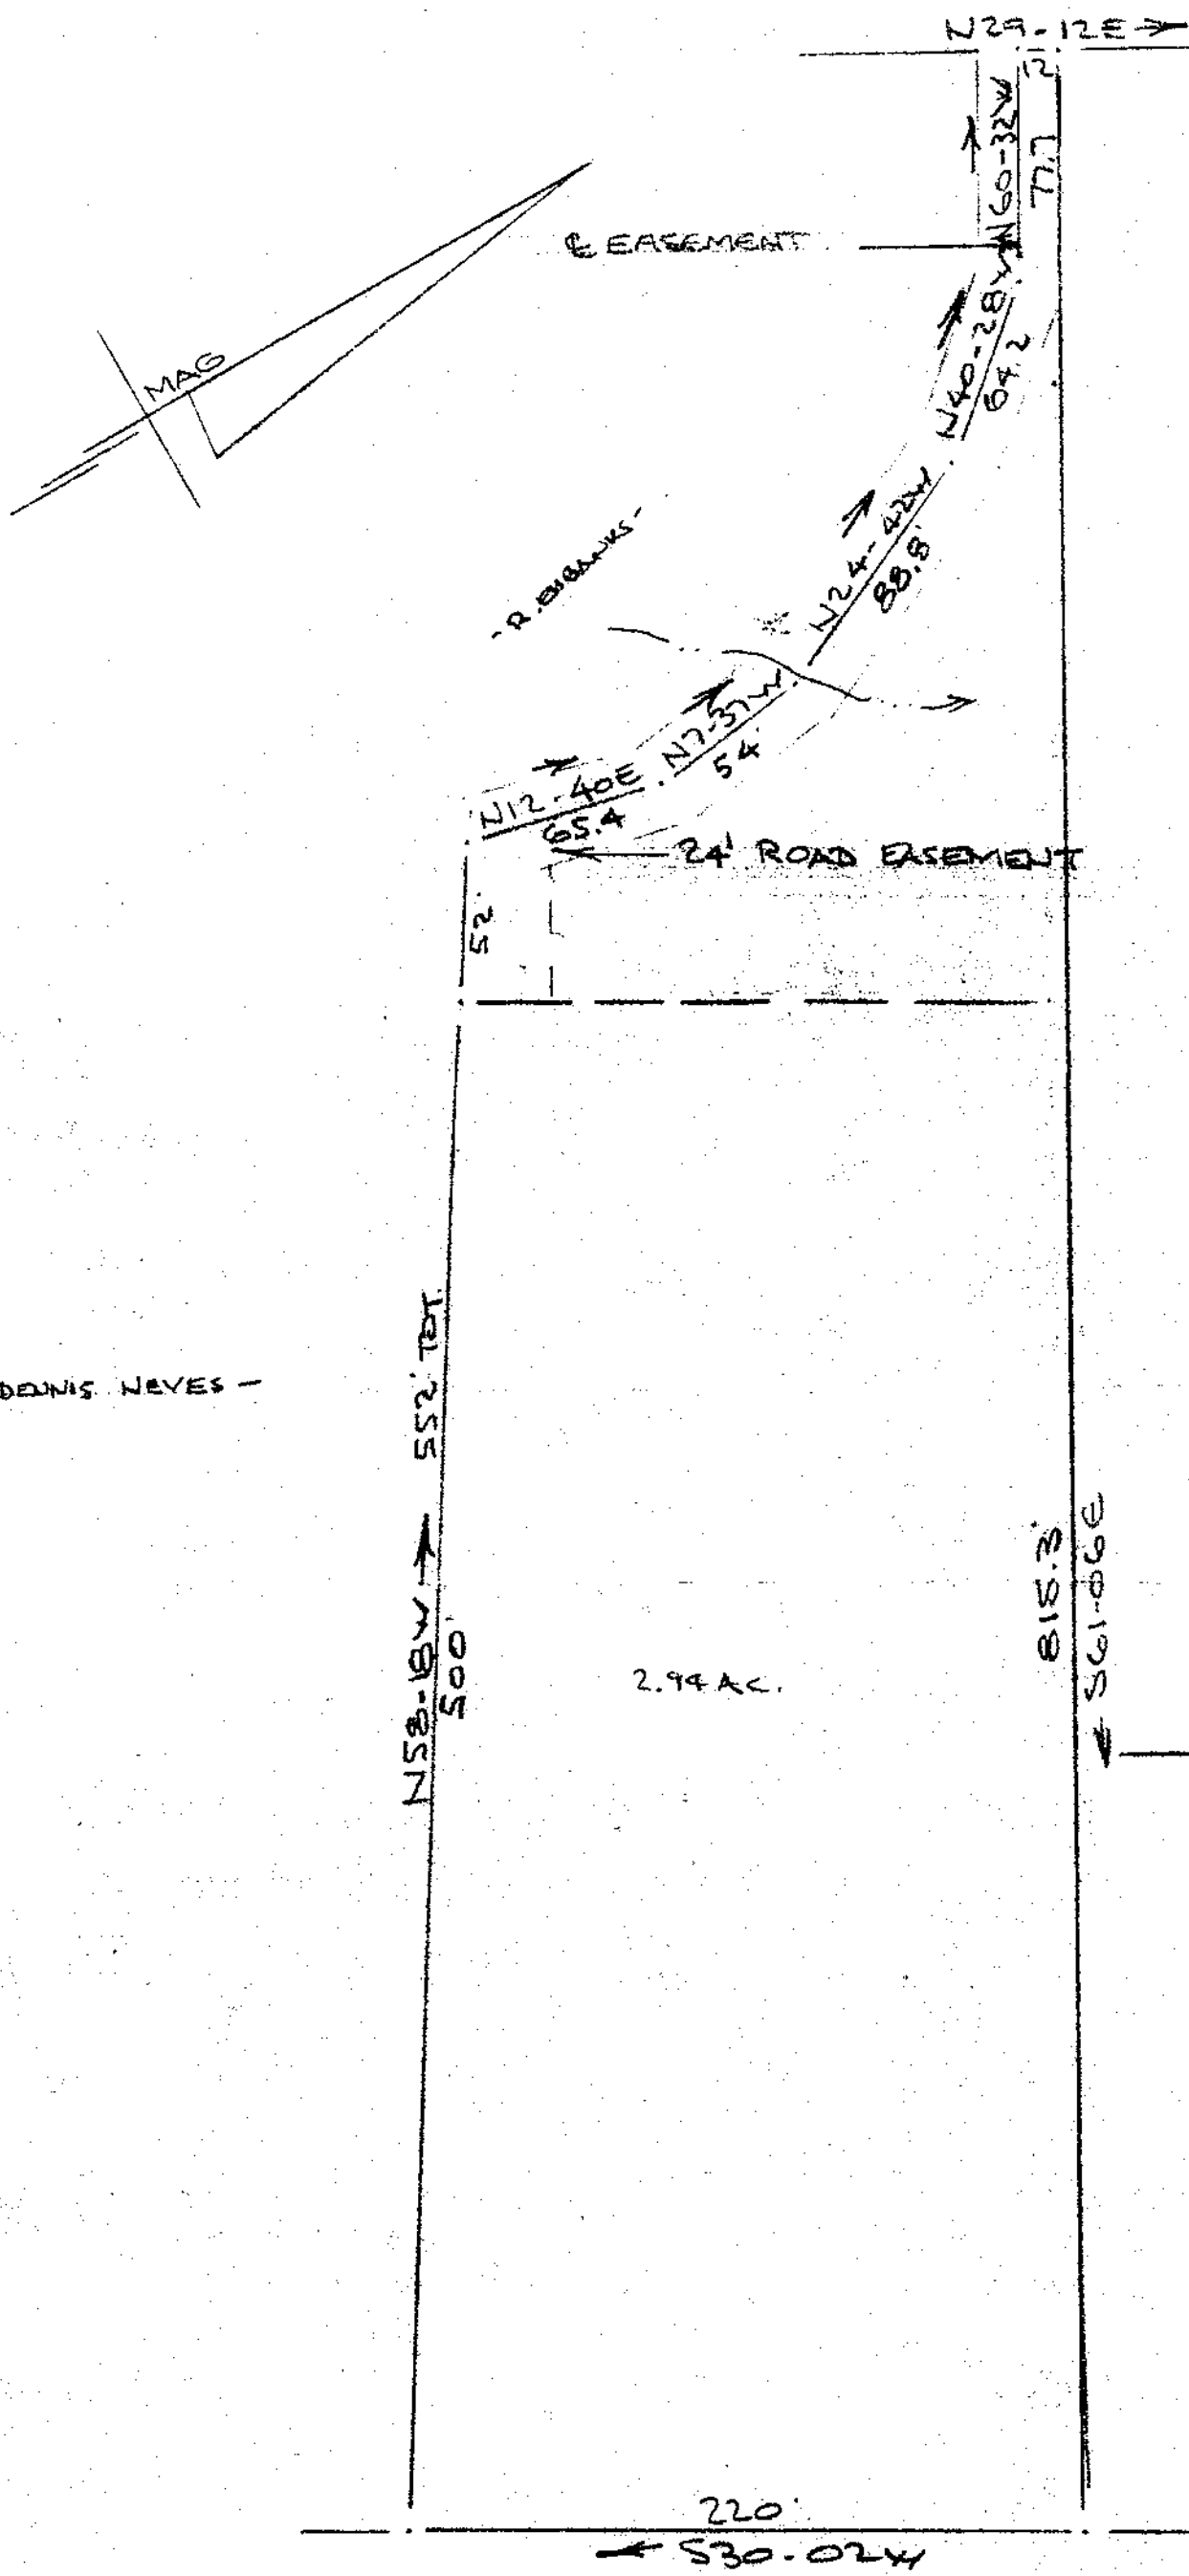 N29-12E
12
N60-32W
77.7
℄ EASEMENT
MAG
N40-28W
64.2
N24-42W
88.8'
N7-37W
54'
N12-40E
65.4
24' ROAD EASEMENT
52'
552' TOT.
DENNIS NEVES -
N58-18W
500'
815.3'
S61-06E
2.94 AC.
220'
S30-02W